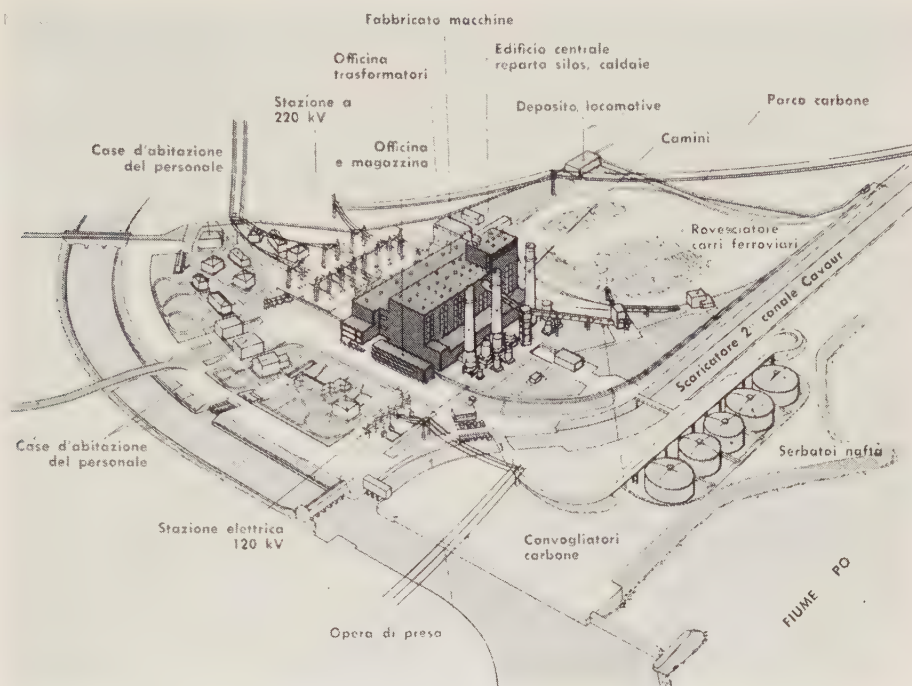 Fabbricato macchine
Officina
trasformatori
Edificio centrale
reparto silos, caldaie
Stazione a
220 kV
Deposito locomotive
Parco carbone
Case d'abitazione
del personale
Officina
e magazzino
Camini
Rovesciatore
carri ferroviari
Scaricatore 2° canale Cavour
Case d'abitazione
del personale
Serbatoi nafta
Stazione elettrica
120 kV
Convogliatori
carbone
FIUME PO
Opera di presa